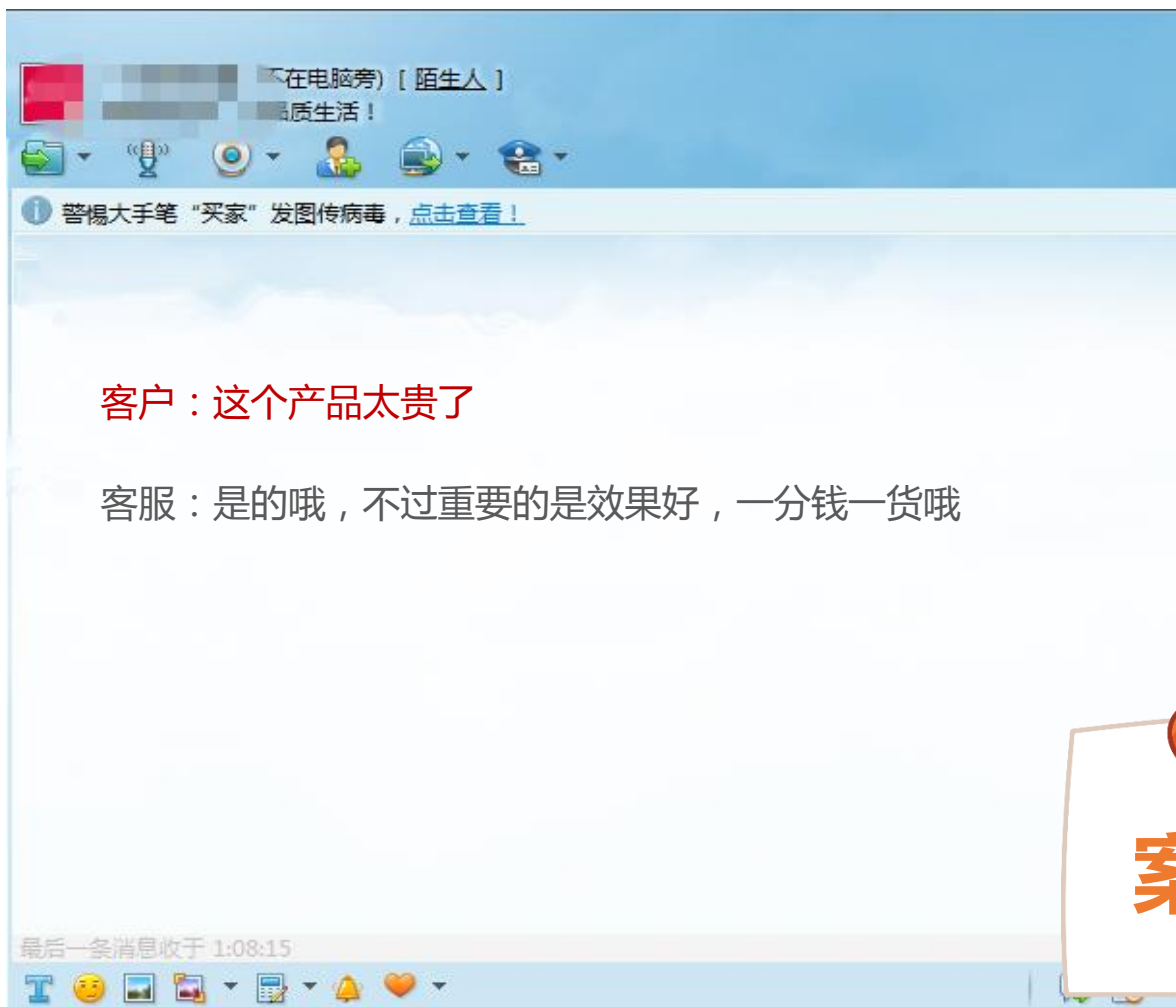 不在电脑旁) [ 陌生人 ]
品质生活！
警惕大手笔“买家”发图传病毒，点击查看！
客户：这个产品太贵了
客服：是的哦，不过重要的是效果好，一分钱一货哦
案
最后一条消息收于 1:08:15